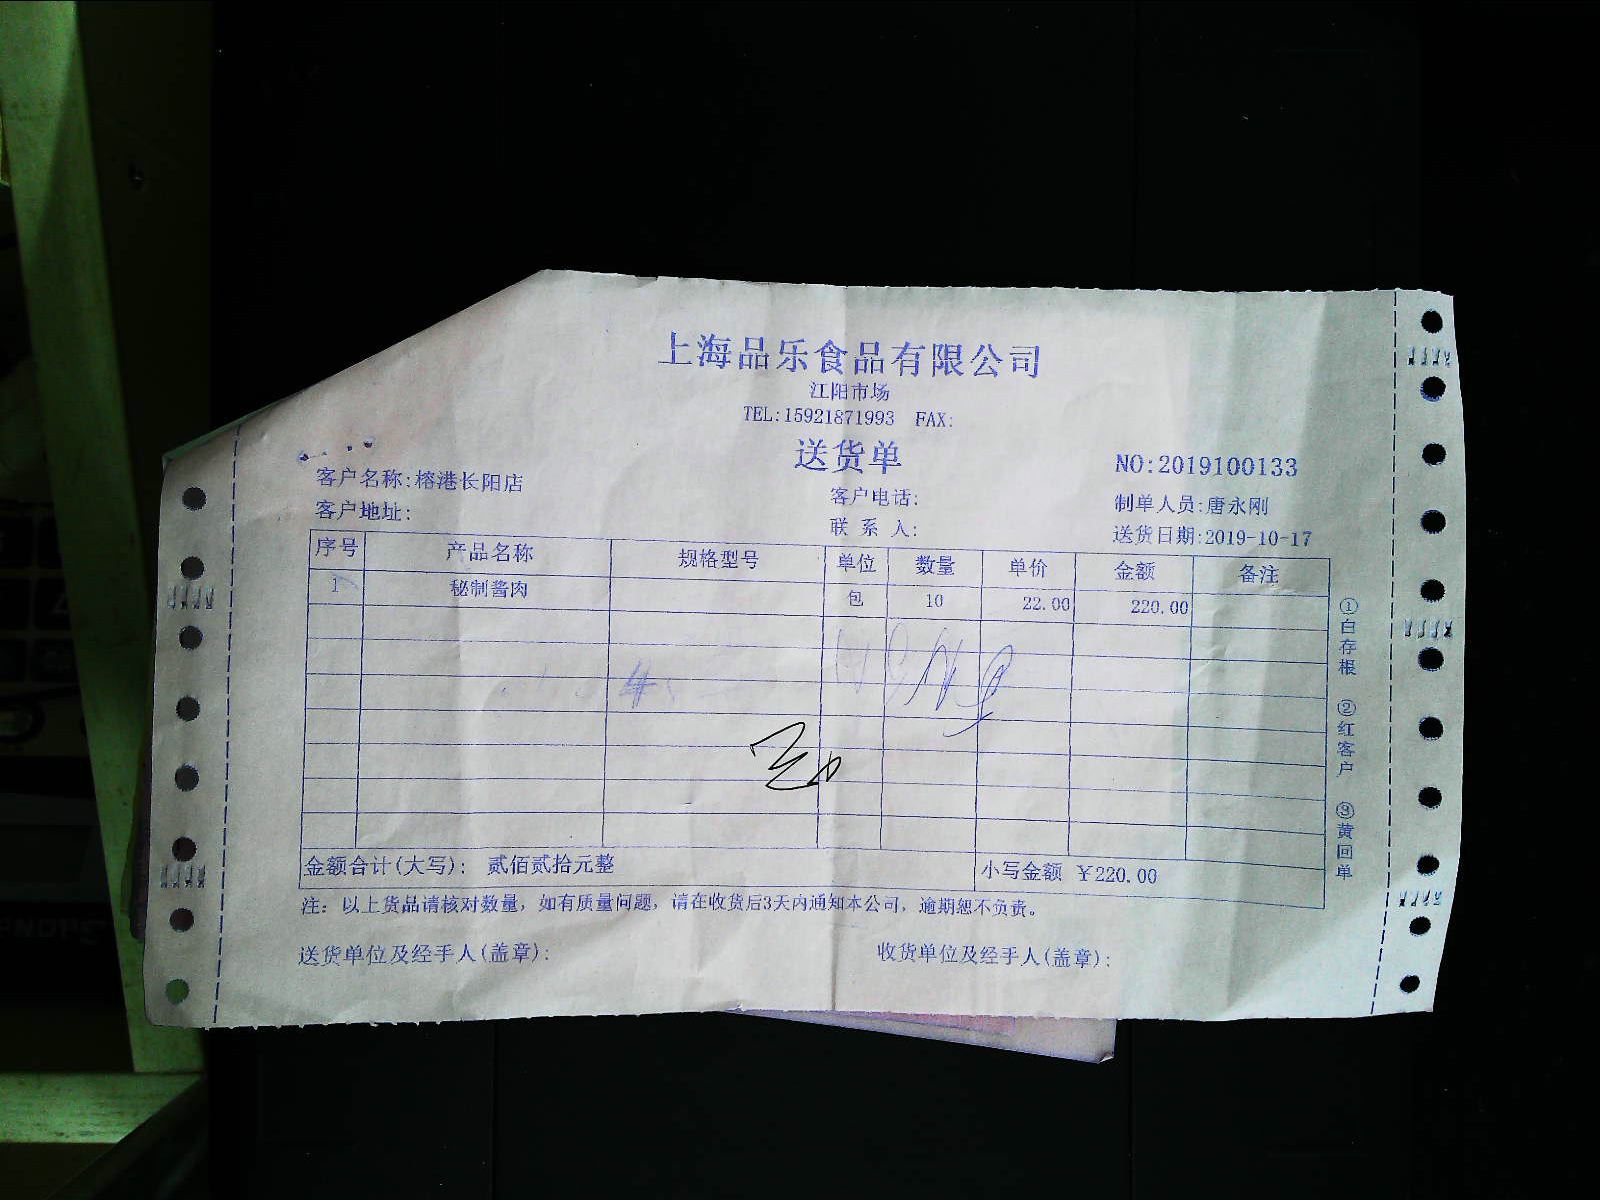 上海品乐食品有限公司
江阳市场
TEL:15921871993 FAX:
送货单
NO:2019100133
客户名称:榕港长阳店
客户电话:
制单人员:唐永刚
客户地址:
联系人:
送货日期:2019-10-17
序号 产品名称 规格型号 单位 数量 单价 金额 备注
1 秘制酱肉 包 10 22.00 220.00
金额合计(大写): 贰佰贰拾元整 小写金额 ￥220.00
注: 以上货品请核对数量, 如有质量问题, 请在收货后3天内通知本公司, 逾期恕不负责。
送货单位及经手人(盖章): 收货单位及经手人(盖章):
①白存根 ②红客户 ③黄回单